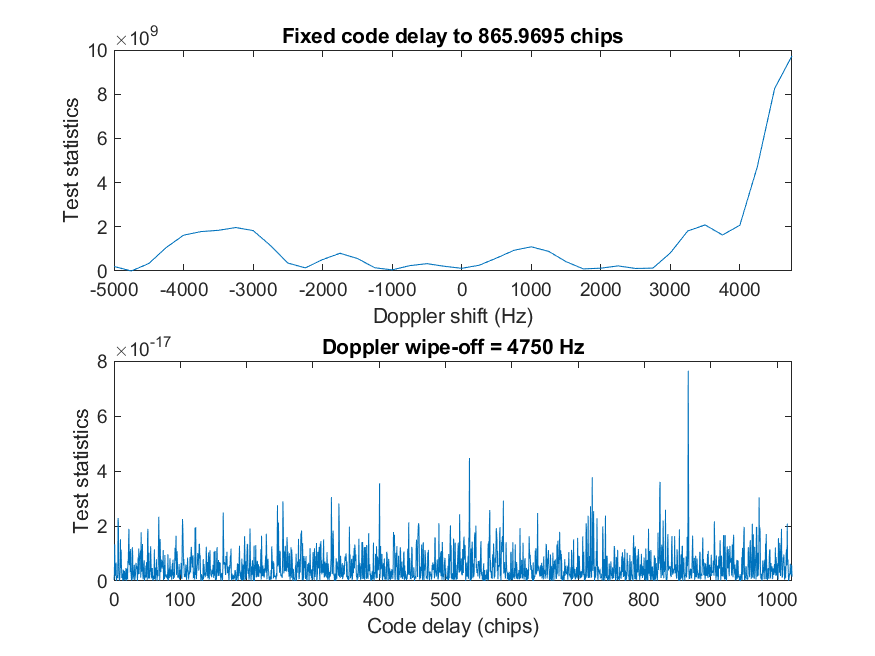 ×10^9
Fixed code delay to 865.9695 chips
10
8
6
4
2
0
Test statistics
-5000 -4000 -3000 -2000 -1000 0 1000 2000 3000 4000
Doppler shift (Hz)
×10^-17
Doppler wipe-off = 4750 Hz
8
6
4
2
0
Test statistics
0 100 200 300 400 500 600 700 800 900 1000
Code delay (chips)